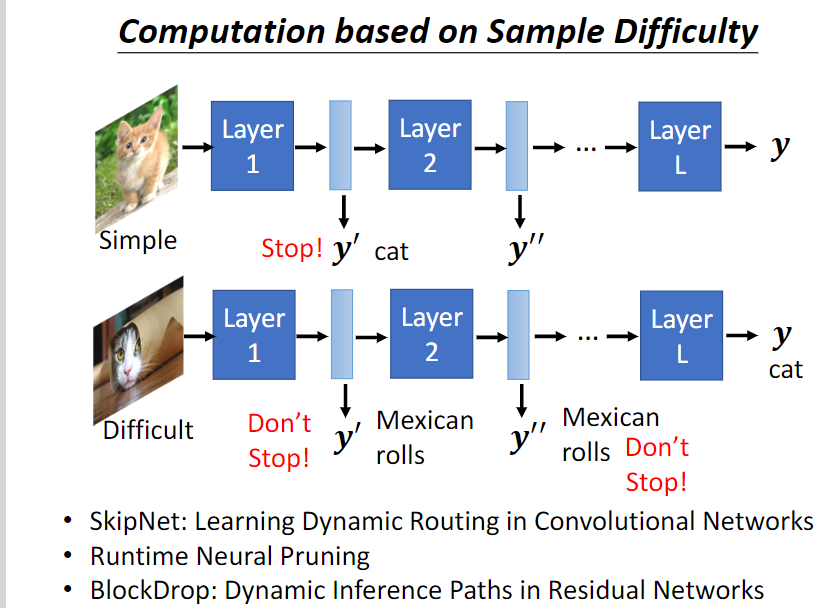 Computation based on Sample Difficulty
Layer
1
Layer
2
...
Layer
L
y
Simple
Stop! y′ cat
y′′
Layer
1
Layer
2
...
Layer
L
y
cat
Difficult
Don’t
Stop!
y′
Mexican
rolls
y′′
Mexican
rolls
Don’t
Stop!
• SkipNet: Learning Dynamic Routing in Convolutional Networks
• Runtime Neural Pruning
• BlockDrop: Dynamic Inference Paths in Residual Networks